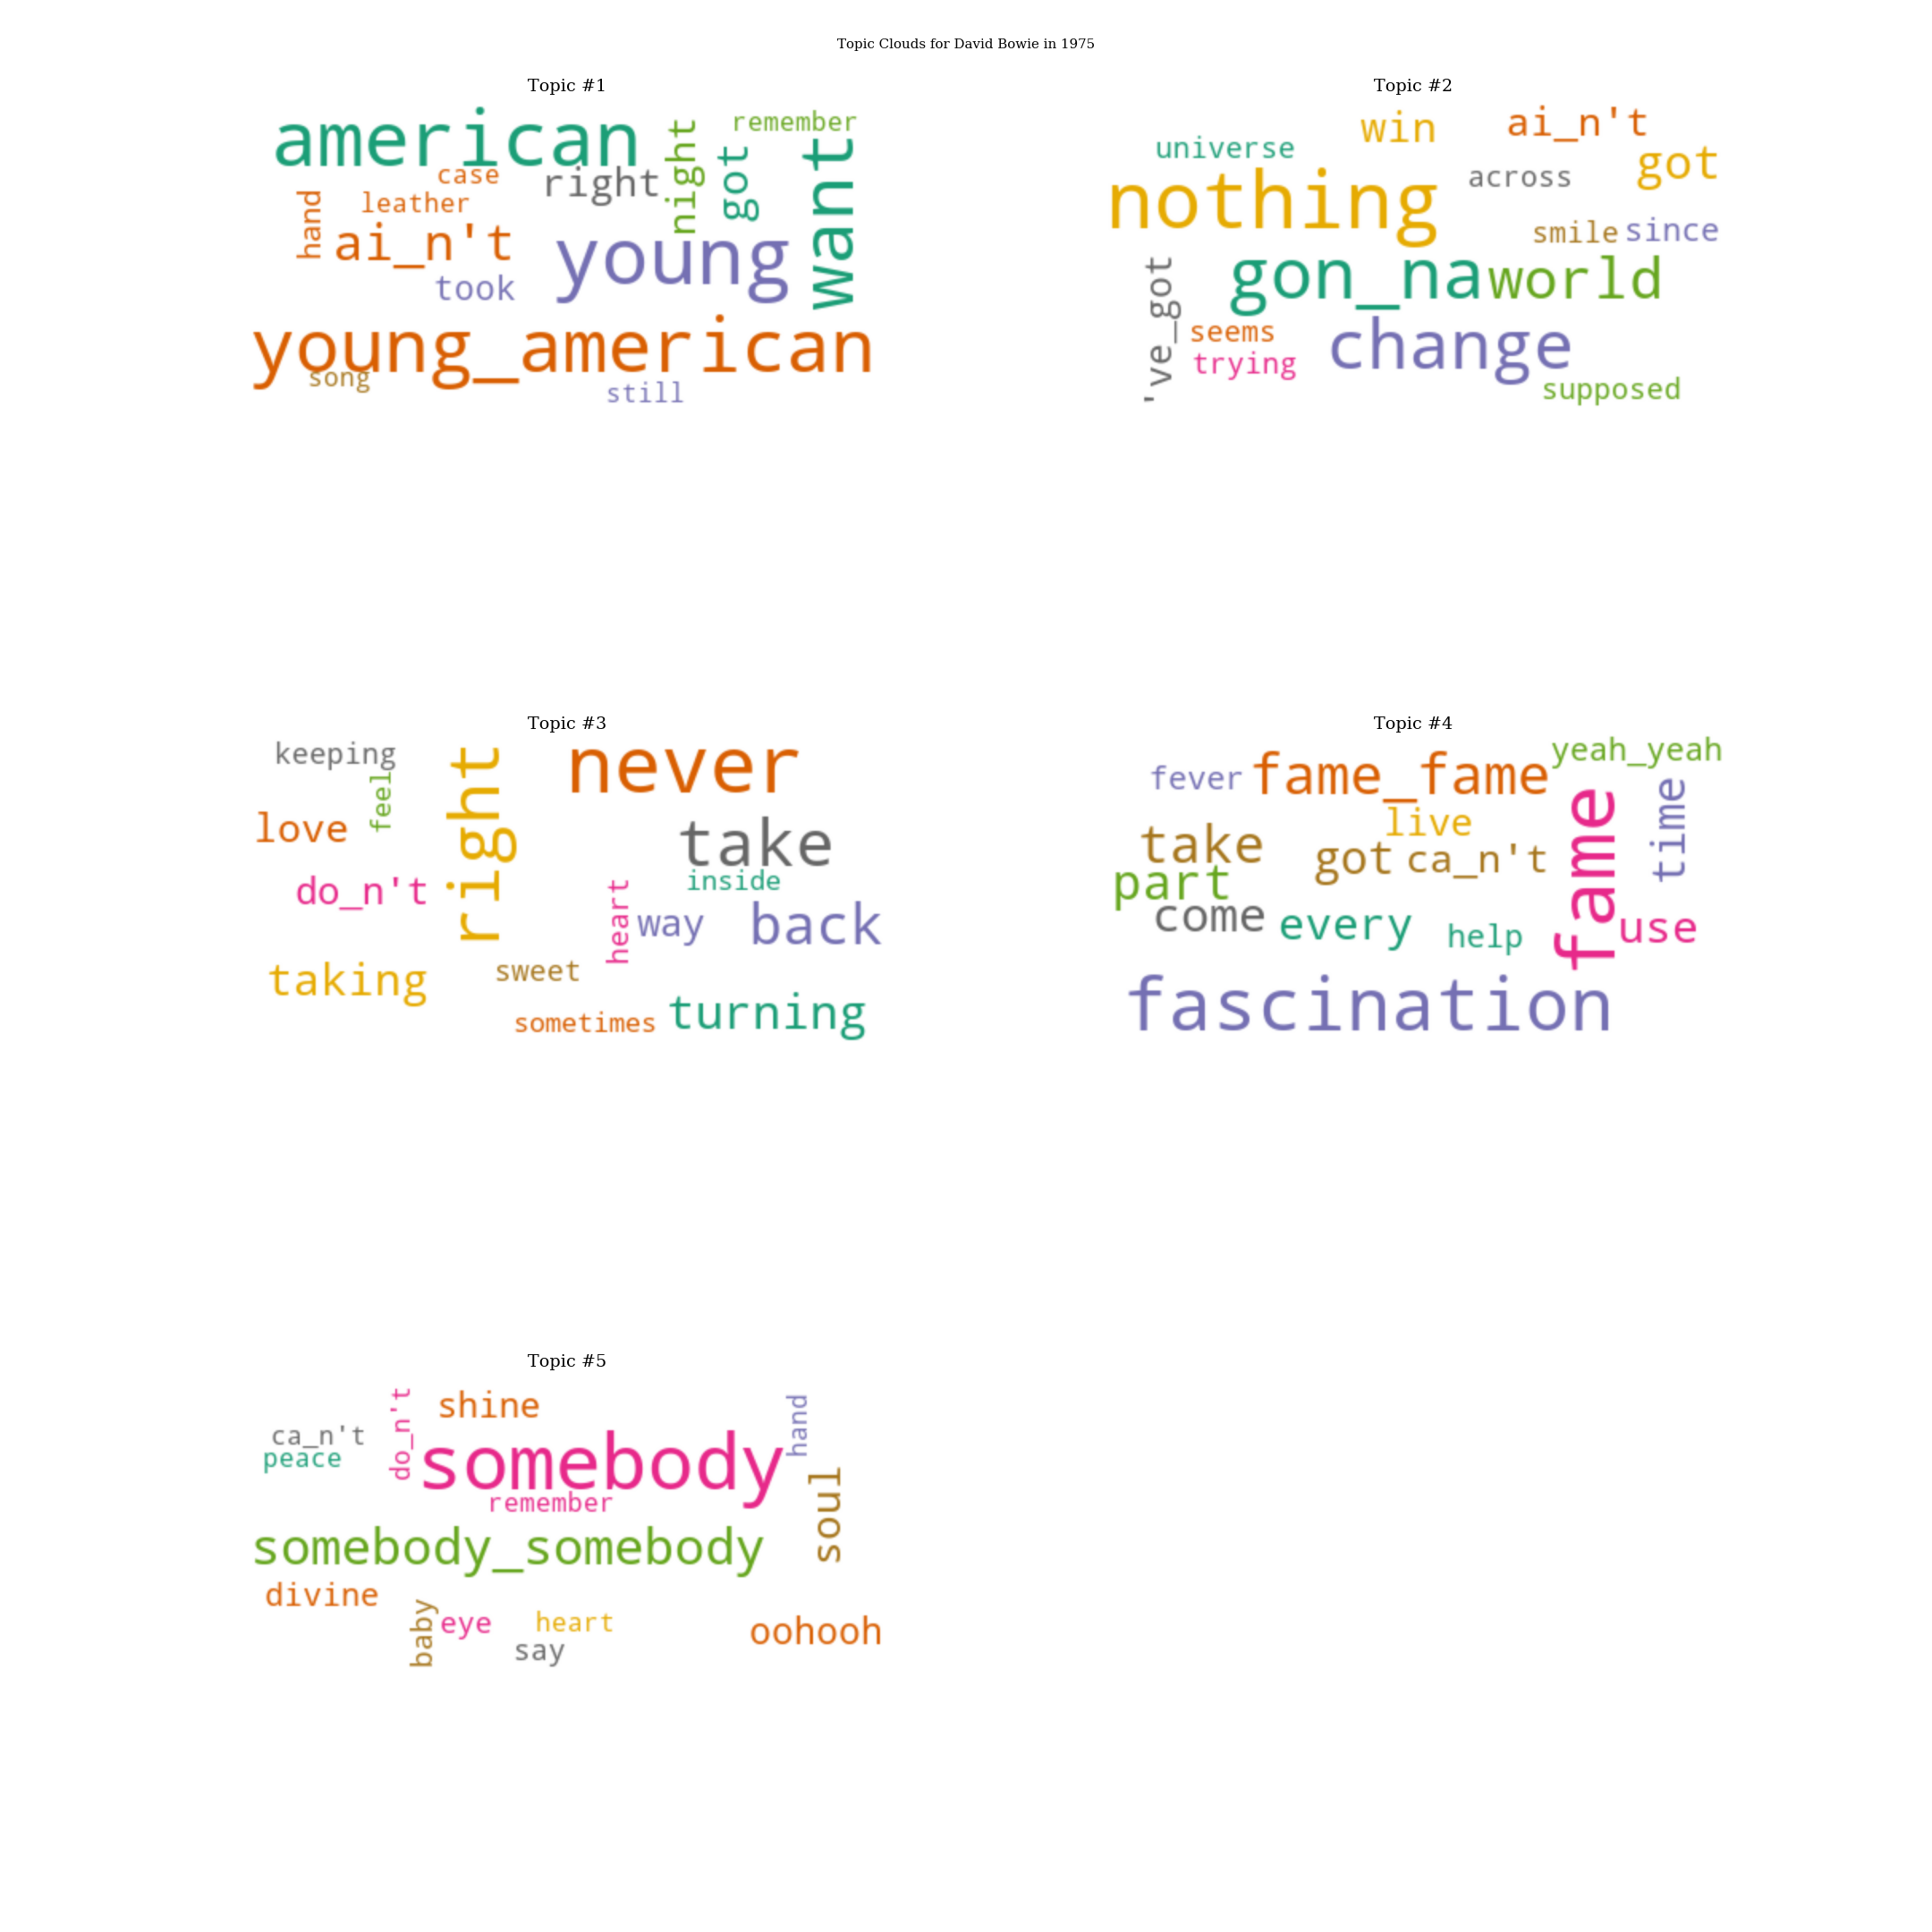 Topic Clouds for David Bowie in 1975
Topic #1
american
remember
night
got
want
case
right
hand
leather
ai_n't
young
took
young_american
song
still
Topic #2
win
ai_n't
universe
got
across
nothing
smile
since
've_got
gon_na
world
seems
change
trying
supposed
Topic #3
keeping
right
never
feel
love
take
inside
do_n't
heart
way
back
taking
sweet
sometimes
turning
Topic #4
yeah_yeah
fever
fame_fame
time
fame
live
take
got
ca_n't
part
come
every
help
use
fascination
Topic #5
do_n't
shine
hand
ca_n't
peace
somebody
soul
remember
somebody_somebody
divine
baby
eye
heart
oohooh
say